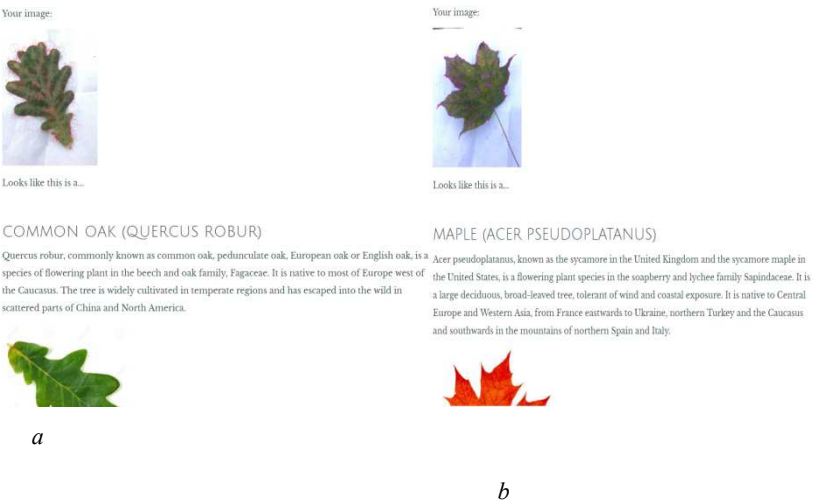 Your image:
Looks like this is a...
COMMON OAK (QUERCUS ROBUR)
Quercus robur, commonly known as common oak, pedunculate oak, European oak or English oak, is a
species of flowering plant in the beech and oak family, Fagaceae. It is native to most of Europe west of
the Caucasus. The tree is widely cultivated in temperate regions and has escaped into the wild in
scattered parts of China and North America.
a
Your image:
Looks like this is a...
MAPLE (ACER PSEUDOPLATANUS)
Acer pseudoplatanus, known as the sycamore in the United Kingdom and the sycamore maple in
the United States, is a flowering plant species in the soapberry and lychee family Sapindaceae. It is
a large deciduous, broad-leaved tree, tolerant of wind and coastal exposure. It is native to Central
Europe and Western Asia, from France eastwards to Ukraine, northern Turkey and the Caucasus
and southwards in the mountains of northern Spain and Italy.
b